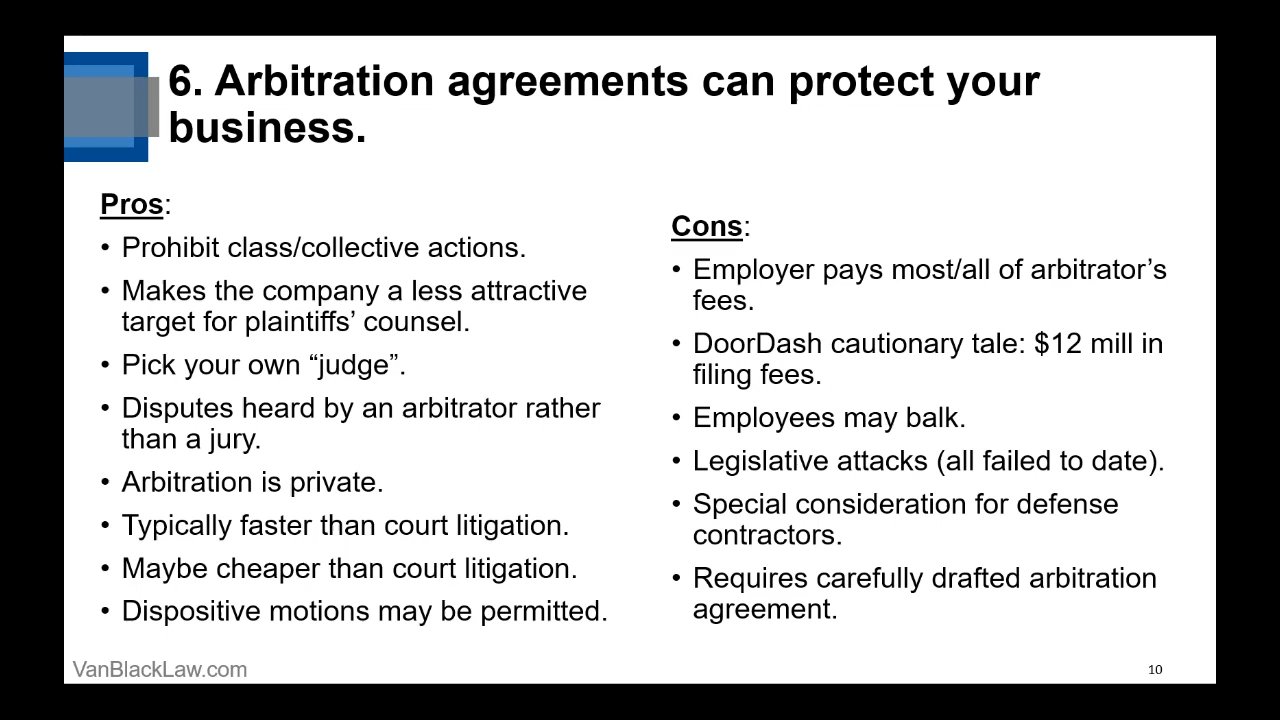 6. Arbitration agreements can protect your
business.
Pros:
• Prohibit class/collective actions.
• Makes the company a less attractive
target for plaintiffs’ counsel.
• Pick your own “judge”.
• Disputes heard by an arbitrator rather
than a jury.
• Arbitration is private.
• Typically faster than court litigation.
• Maybe cheaper than court litigation.
• Dispositive motions may be permitted.
Cons:
• Employer pays most/all of arbitrator’s
fees.
• DoorDash cautionary tale: $12 mill in
filing fees.
• Employees may balk.
• Legislative attacks (all failed to date).
• Special consideration for defense
contractors.
• Requires carefully drafted arbitration
agreement.
VanBlackLaw.com
10